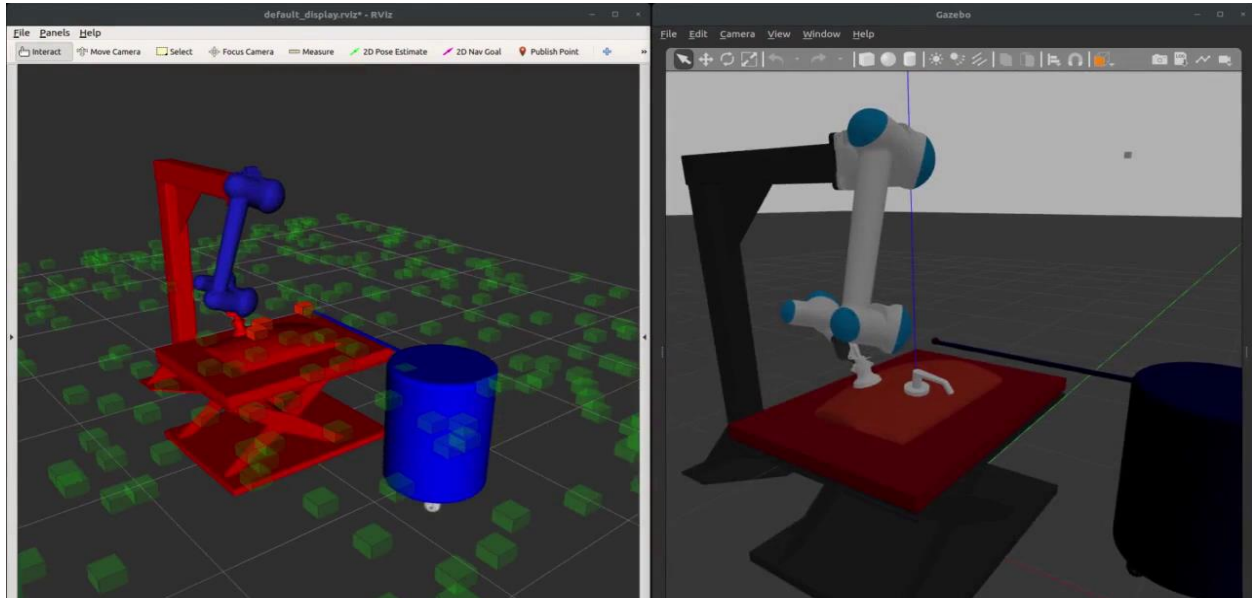 default_display.rviz* - RViz
File Panels Help
Interact Move Camera Select Focus Camera Measure 2D Pose Estimate 2D Nav Goal Publish Point
Gazebo
File Edit Camera View Window Help